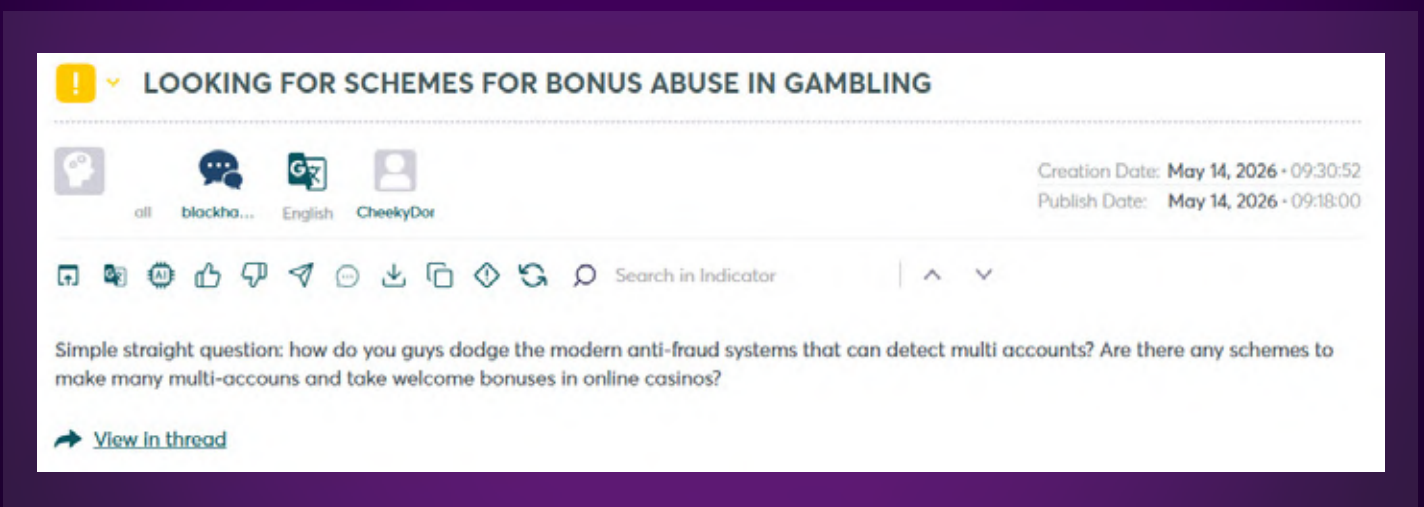 LOOKING FOR SCHEMES FOR BONUS ABUSE IN GAMBLING
Creation Date: May 14, 2026 · 09:30:52
Publish Date: May 14, 2026 · 09:18:00
all blackha... English CheekyDor
AI Search in Indicator
Simple straight question: how do you guys dodge the modern anti-fraud systems that can detect multi accounts? Are there any schemes to
make many multi-accouns and take welcome bonuses in online casinos?
View in thread